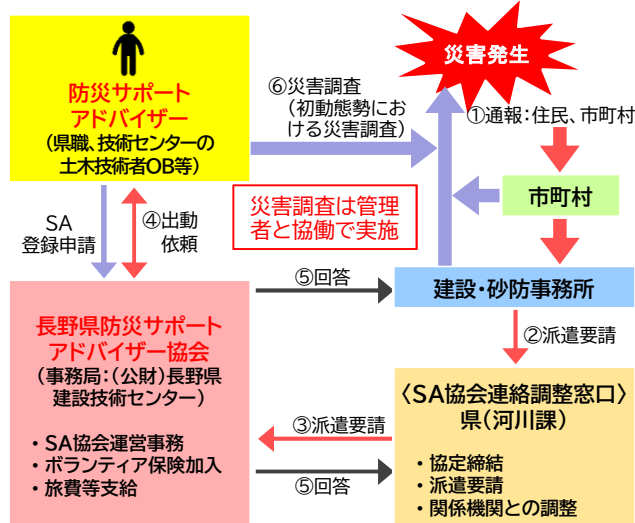 災害発生
防災サポート
アドバイザー
(県職、技術センターの
土木技術者OB等)
⑥災害調査
(初動態勢にお
ける災害調査)
①通報:住民、市町村
市町村
災害調査は管理
者と協働で実施
SA
登録申請
④出動
依頼
⑤回答
建設・砂防事務所
②派遣要請
長野県防災サポート
アドバイザー協会
(事務局:(公財)長野県
建設技術センター)
・SA協会運営事務
・ボランティア保険加入
・旅費等支給
③派遣要請
⑤回答
〈SA協会連絡調整窓口〉
県(河川課)
・協定締結
・派遣要請
・関係機関との調整